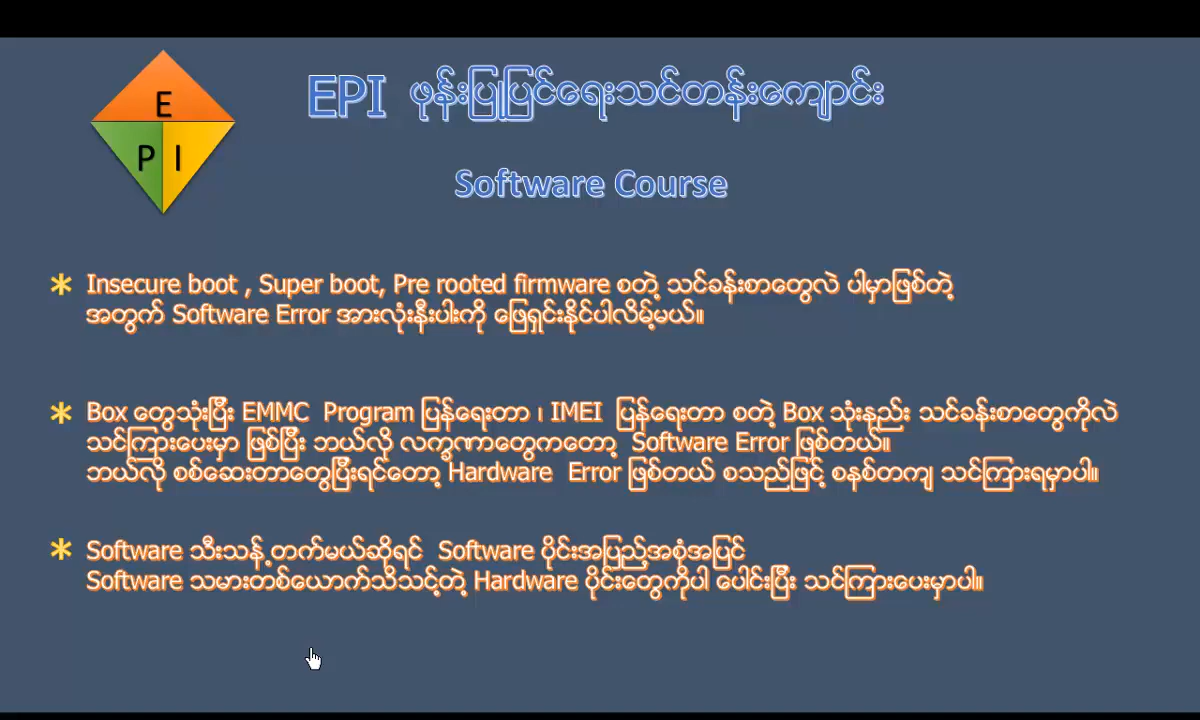 E
P I
EPI ဖုန်းပြုပြင်ရေးသင်တန်းကျောင်း
Software Course
* Insecure boot , Super boot, Pre rooted firmware စတဲ့ သင်ခန်းစာတွေလဲ ပါမှာဖြစ်တဲ့
အတွက် Software Error အားလုံးနီးပါးကို ဖြေရှင်းနိုင်ပါလိမ့်မယ်။
* Box တွေသုံးပြီး EMMC Program ပြန်ရေးတာ ၊ IMEI ပြန်ရေးတာ စတဲ့ Box သုံးနည်း သင်ခန်းစာတွေကိုလဲ
သင်ကြားပေးမှာ ဖြစ်ပြီး ဘယ်လို လက္ခဏာတွေကတော့ Software Error ဖြစ်တယ်။
ဘယ်လို စစ်ဆေးတာတွေပြီးရင်တော့ Hardware Error ဖြစ်တယ် စသည်ဖြင့် စနစ်တကျ သင်ကြားရမှာပါ။
* Software သီးသန့် တက်မယ်ဆိုရင် Software ပိုင်းအပြည့်အစုံအပြင်
Software သမားတစ်ယောက်သိသင့်တဲ့ Hardware ပိုင်းတွေကိုပါ ပေါင်းပြီး သင်ကြားပေးမှာပါ။